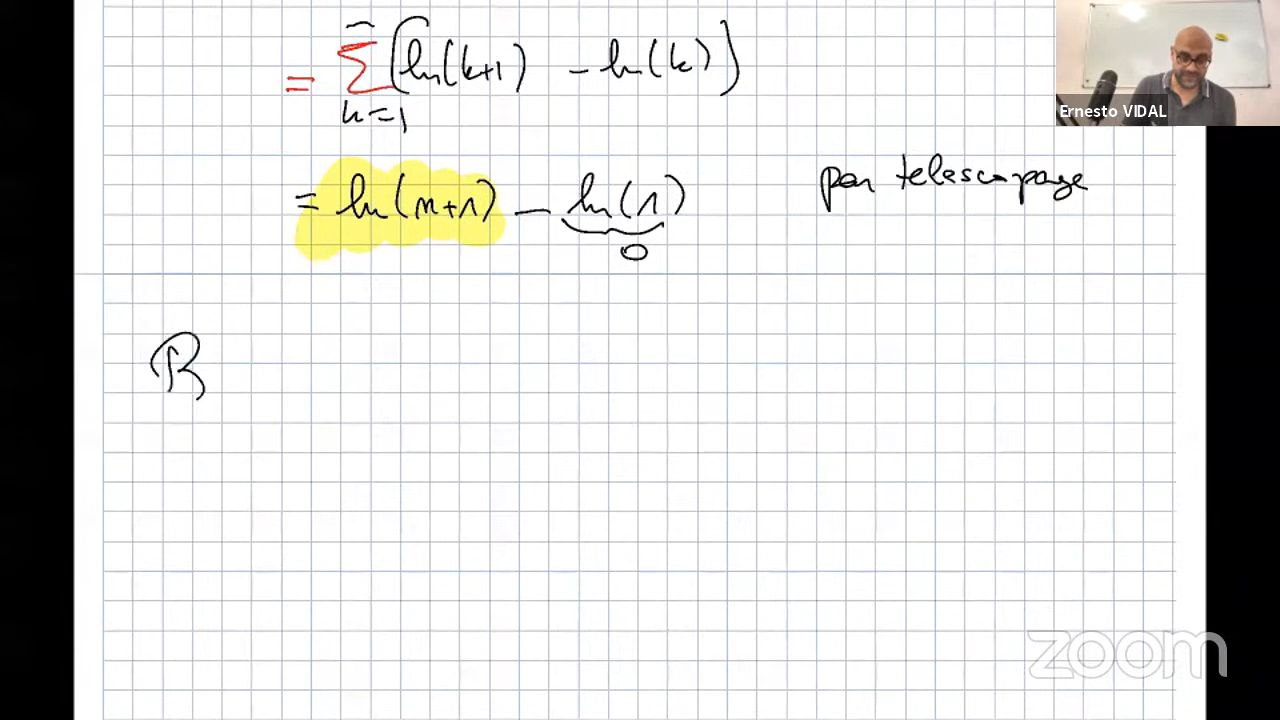 = n ∑ k=1 (ln(k+1) - ln(k))
Ernesto VIDAL
= ln(n+1) - ln(1) par telescopage
0
R
zoom